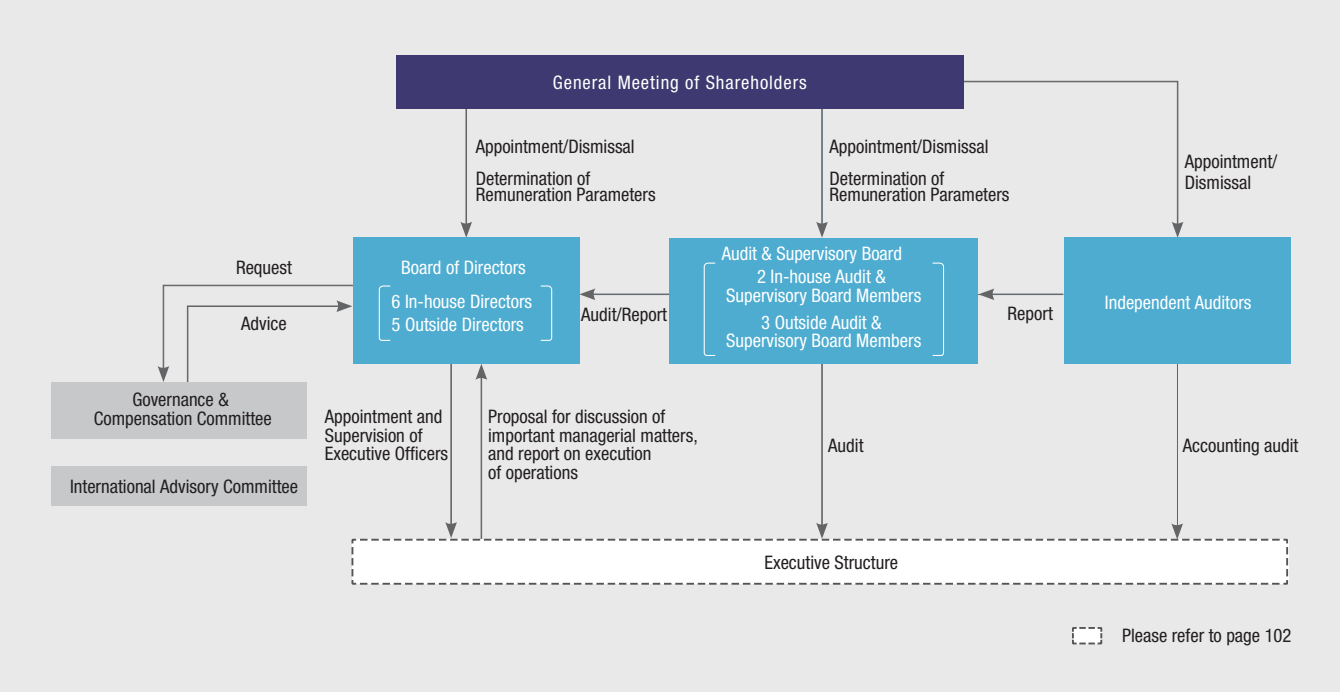 General Meeting of Shareholders
Appointment/Dismissal
Determination of
Remuneration Parameters
Appointment/Dismissal
Determination of
Remuneration Parameters
Appointment/
Dismissal
Board of Directors
6 In-house Directors
5 Outside Directors
Audit & Supervisory Board
2 In-house Audit &
Supervisory Board Members
3 Outside Audit &
Supervisory Board Members
Independent Auditors
Request
Advice
Audit/Report
Report
Governance &
Compensation Committee
International Advisory Committee
Appointment and
Supervision of
Executive Officers
Proposal for discussion of
important managerial matters,
and report on execution
of operations
Audit
Accounting audit
Executive Structure
Please refer to page 102